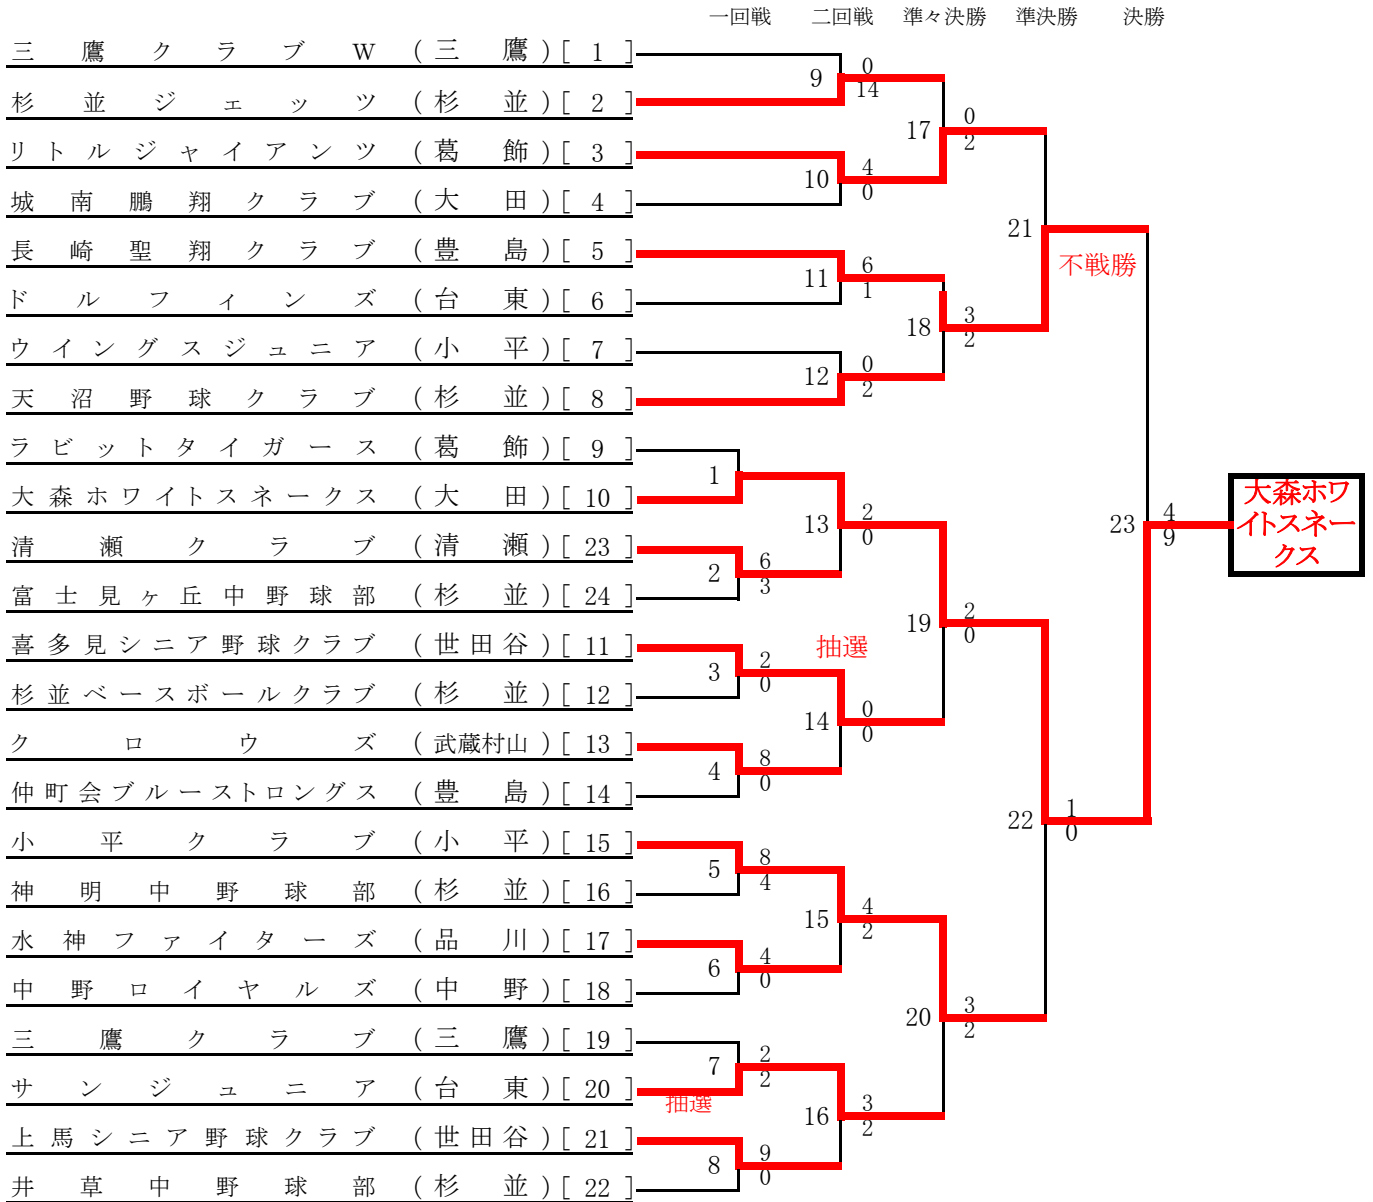 一回戦 二回戦 準々決勝 準決勝 決勝
三鷹クラブW (三鷹) [ 1 ]
杉並ジェッツ (杉並) [ 2 ]
リトルジャイアンツ (葛飾) [ 3 ]
城南鵬翔クラブ (大田) [ 4 ]
長崎聖翔クラブ (豊島) [ 5 ]
ドルフィンズ (台東) [ 6 ]
ウイングスジュニア (小平) [ 7 ]
天沼野球クラブ (杉並) [ 8 ]
ラビットタイガース (葛飾) [ 9 ]
大森ホワイトスネークス (大田) [ 10 ]
清瀬クラブ (清瀬) [ 23 ]
富士見ヶ丘中野球部 (杉並) [ 24 ]
喜多見シニア野球クラブ (世田谷) [ 11 ]
杉並ベースボールクラブ (杉並) [ 12 ]
クロウズ (武蔵村山) [ 13 ]
仲町会ブルーストロングス (豊島) [ 14 ]
小平クラブ (小平) [ 15 ]
神明中野球部 (杉並) [ 16 ]
水神ファイターズ (品川) [ 17 ]
中野ロイヤルズ (中野) [ 18 ]
三鷹クラブ (三鷹) [ 19 ]
サンジュニア (台東) [ 20 ]
上馬シニア野球クラブ (世田谷) [ 21 ]
井草中野球部 (杉並) [ 22 ]
1
2 6
3
3 2
0
4 8
0
5 8
4
6 4
0
7 2
2
抽選
8 9
0
9 0
14
10 4
0
11 6
1
12 0
2
13 2
0
抽選
14 0
0
15 4
2
16 3
2
17 0
2
18 3
2
19 2
0
20 3
2
21
不戦勝
22 1
0
23 4
9
大森ホワ
イトスネー
クス